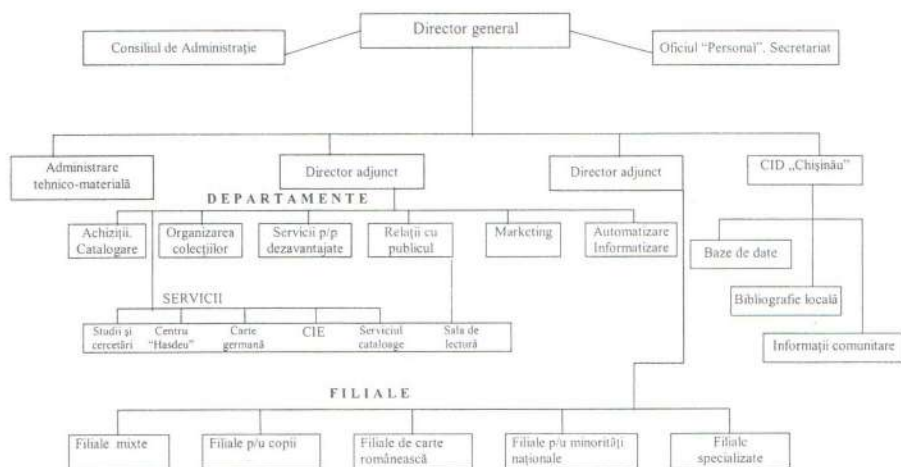 Director general
Consiliul de Administrație
Oficiul "Personal". Secretariat
Administrare
tehnico-materială
Director adjunct
Director adjunct
CID „Chișinău”
DEPARTAMENTE
Achiziții.
Catalogare
Organizarea
colecțiilor
Servicii p/p
dezavantajate
Relații cu
publicul
Marketing
Automatizare
Informatizare
Baze de date
Bibliografie locală
Informații comunitare
SERVICII
Studii și
cercetări
Centru
"Hasdeu"
Carte
germană
CIE
Serviciul
cataloage
Sala de
lectură
FILIALE
Filiale mixte
Filiale p/u copii
Filiale de carte
românească
Filiale p/u minorități
naționale
Filiale
specializate